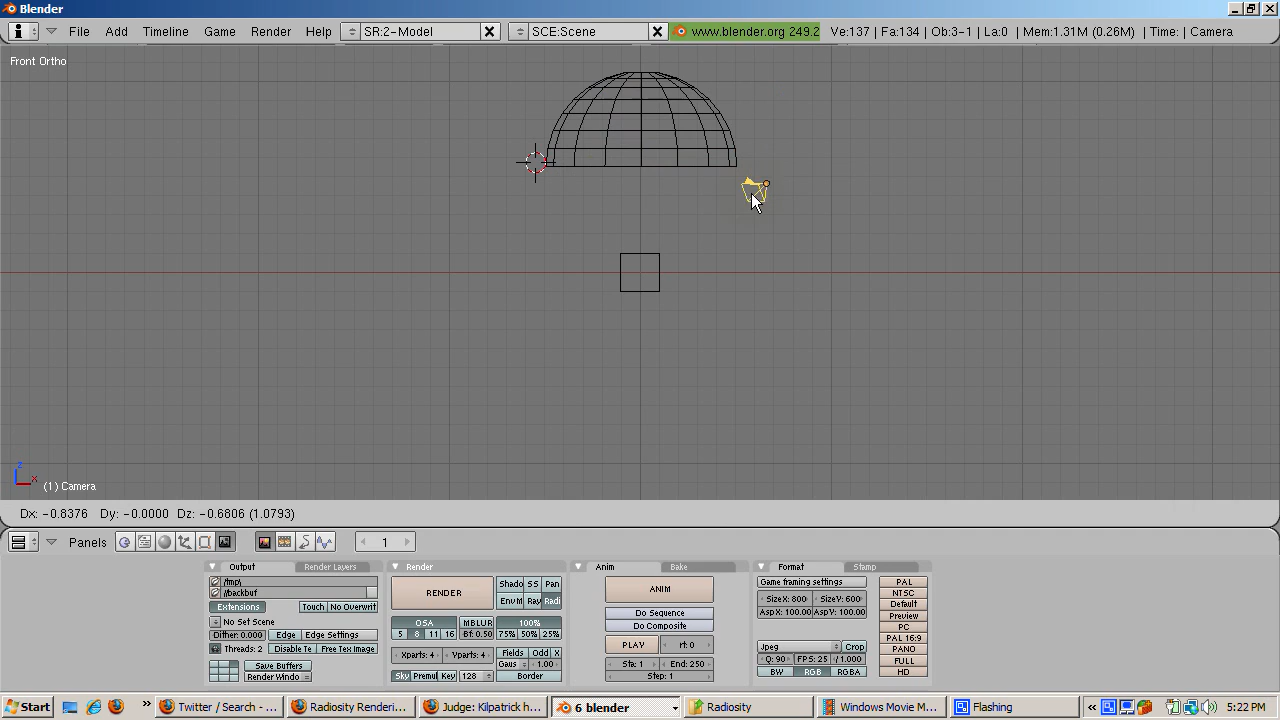 Blender
File Add Timeline Game Render Help SR:2-Model SCE:Scene www.blender.org 249.2 Ve:137 | Fa:134 | Ob:3-1 | La:0 | Mem:1.31M (0.26M) | Time: | Camera
Front Ortho
z
x
(1) Camera
Dx: -0.8376 Dy: -0.0000 Dz: -0.6806 (1.0793)
Panels 1
Output Render Layers Render Anim Bake Format Stamp
/tmp\
//backbuf
Extensions Touch No Overwrit
No Set Scene
Dither: 0.000 Edge Edge Settings
Threads: 2 Disable Te Free Tex Image
Save Buffers
Render Windo
RENDER Shado SS Pan
EnvM Ray Radi
OSA MBLUR 100%
5 8 11 16 Bf: 0.50 75% 50% 25%
Xparts: 4 Yparts: 4 Fields Odd X
Gaus 1.00
Sky Premul Key 128 Border
ANIM
Do Sequence
Do Composite
PLAY rt: 0
Sta: 1 End: 250
Step: 1
Game framing settings
SizeX: 800 SizeY: 600
AspX: 100.00 AspY: 100.00
Jpeg Crop
Q: 90 FPS: 25 /1.000
BW RGB RGBA
PAL
NTSC
Default
Preview
PC
PAL 16:9
PANO
FULL
HD
Start » Twitter / Search - ... Radiosity Renderi... Judge: Kilpatrick h... 6 blender Radiosity Windows Movie M... Flashing « 5:22 PM